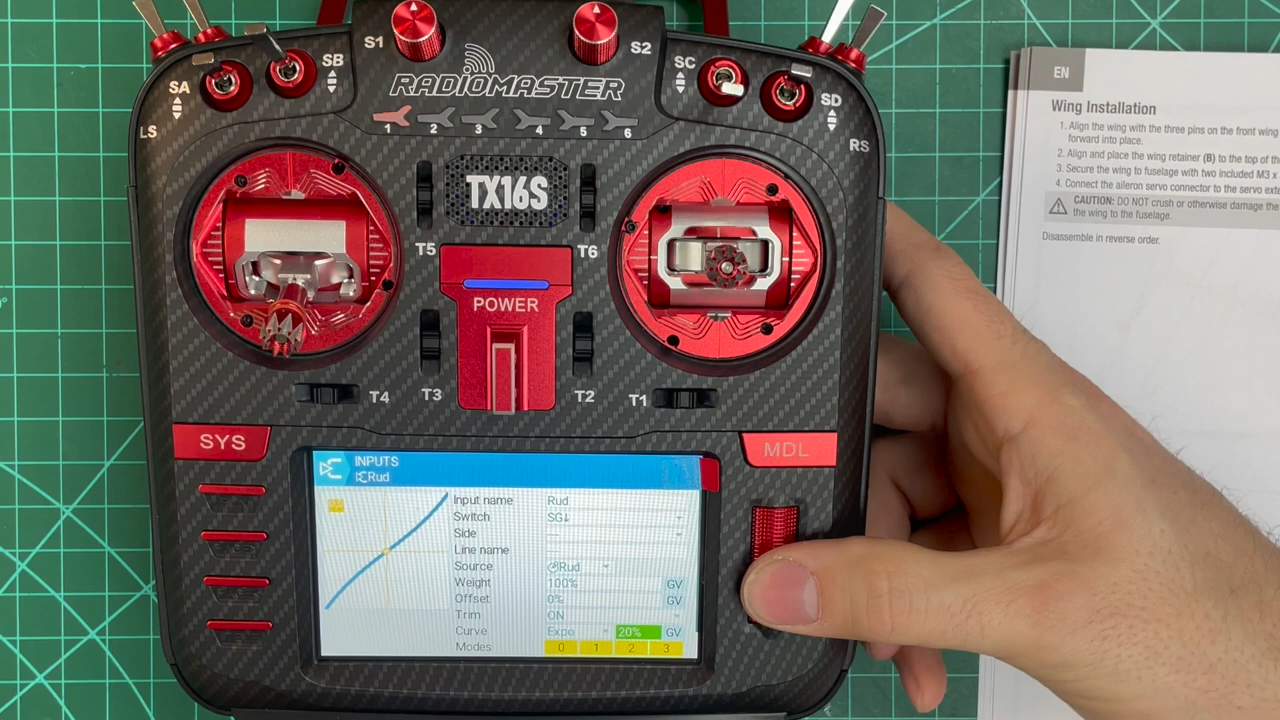 S1
S2
SA
SB
SC
SD
LS
RS
RADIOMASTER
1 2 3 4 5 6
TX16S
T5
T6
POWER
T4
T3
T2
T1
SYS
MDL
INPUTS
Rud
Input name Rud
Switch SG↓
Side ---
Line name
Source Rud
Weight 100% GV
Offset 0% GV
Trim ON
Curve Expo 20% GV
Modes 0 1 2 3
EN
Wing Installation
1. Align the wing with the three pins on the front wing
forward into place.
2. Align and place the wing retainer (B) to the top of the
3. Secure the wing to fuselage with two included M3 x
4. Connect the aileron servo connector to the servo
CAUTION: DO NOT crush or otherwise damage the
the wing to the fuselage.
Disassemble in reverse order.